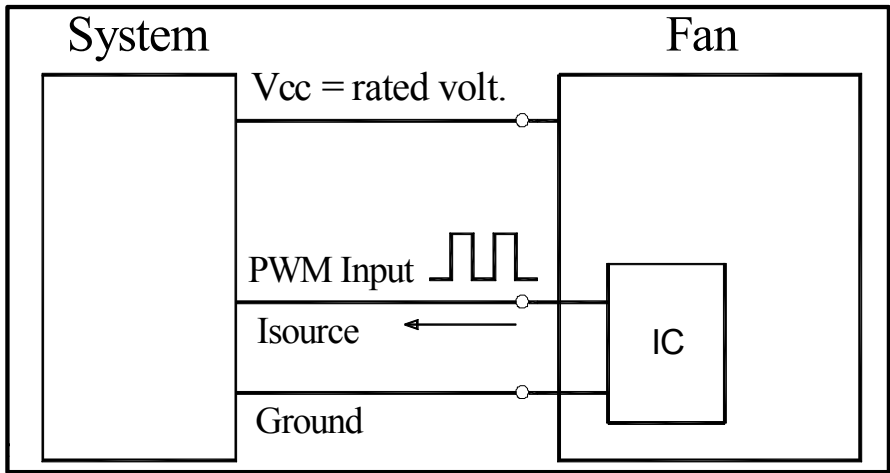 System
Fan
Vcc = rated volt.
PWM Input
Isource
IC
Ground